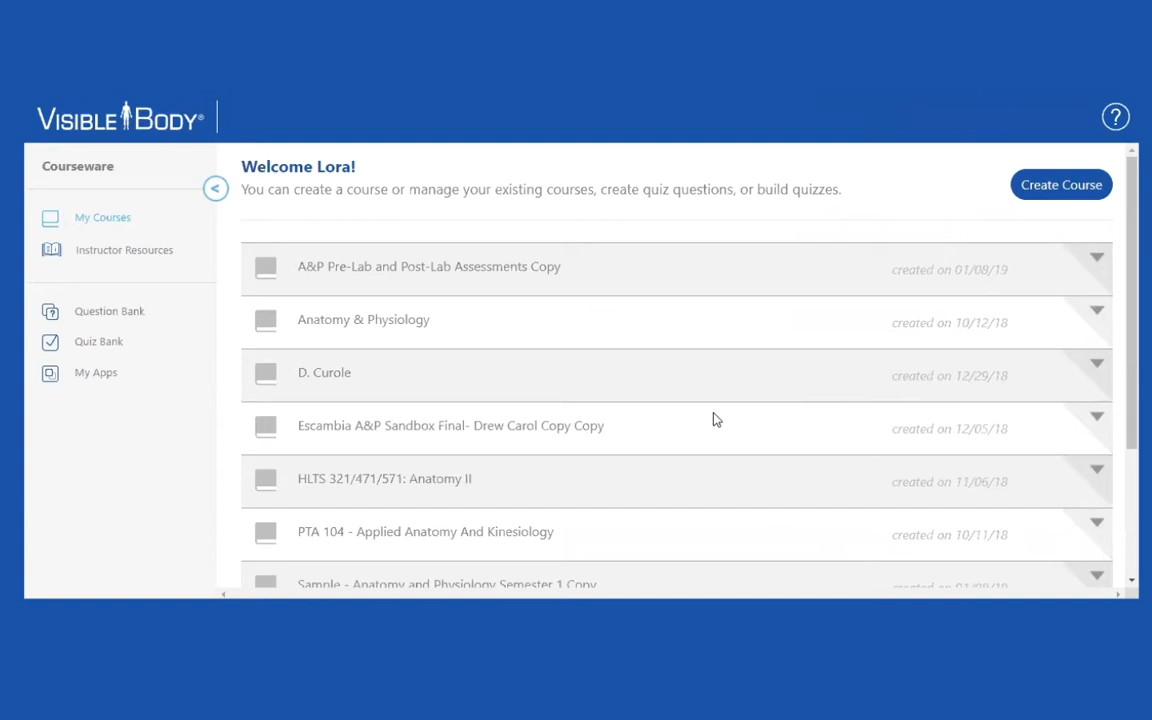 VISIBLE BODY®
?
Courseware
<
My Courses
Instructor Resources
Question Bank
Quiz Bank
My Apps
Welcome Lora!
You can create a course or manage your existing courses, create quiz questions, or build quizzes.
Create Course
A&P Pre-Lab and Post-Lab Assessments Copy created on 01/08/19
Anatomy & Physiology created on 10/12/18
D. Curole created on 12/29/18
Escambia A&P Sandbox Final- Drew Carol Copy Copy created on 12/05/18
HLTS 321/471/571: Anatomy II created on 11/06/18
PTA 104 - Applied Anatomy And Kinesiology created on 10/11/18
Sample - Anatomy and Physiology Semester 1 Copy created on